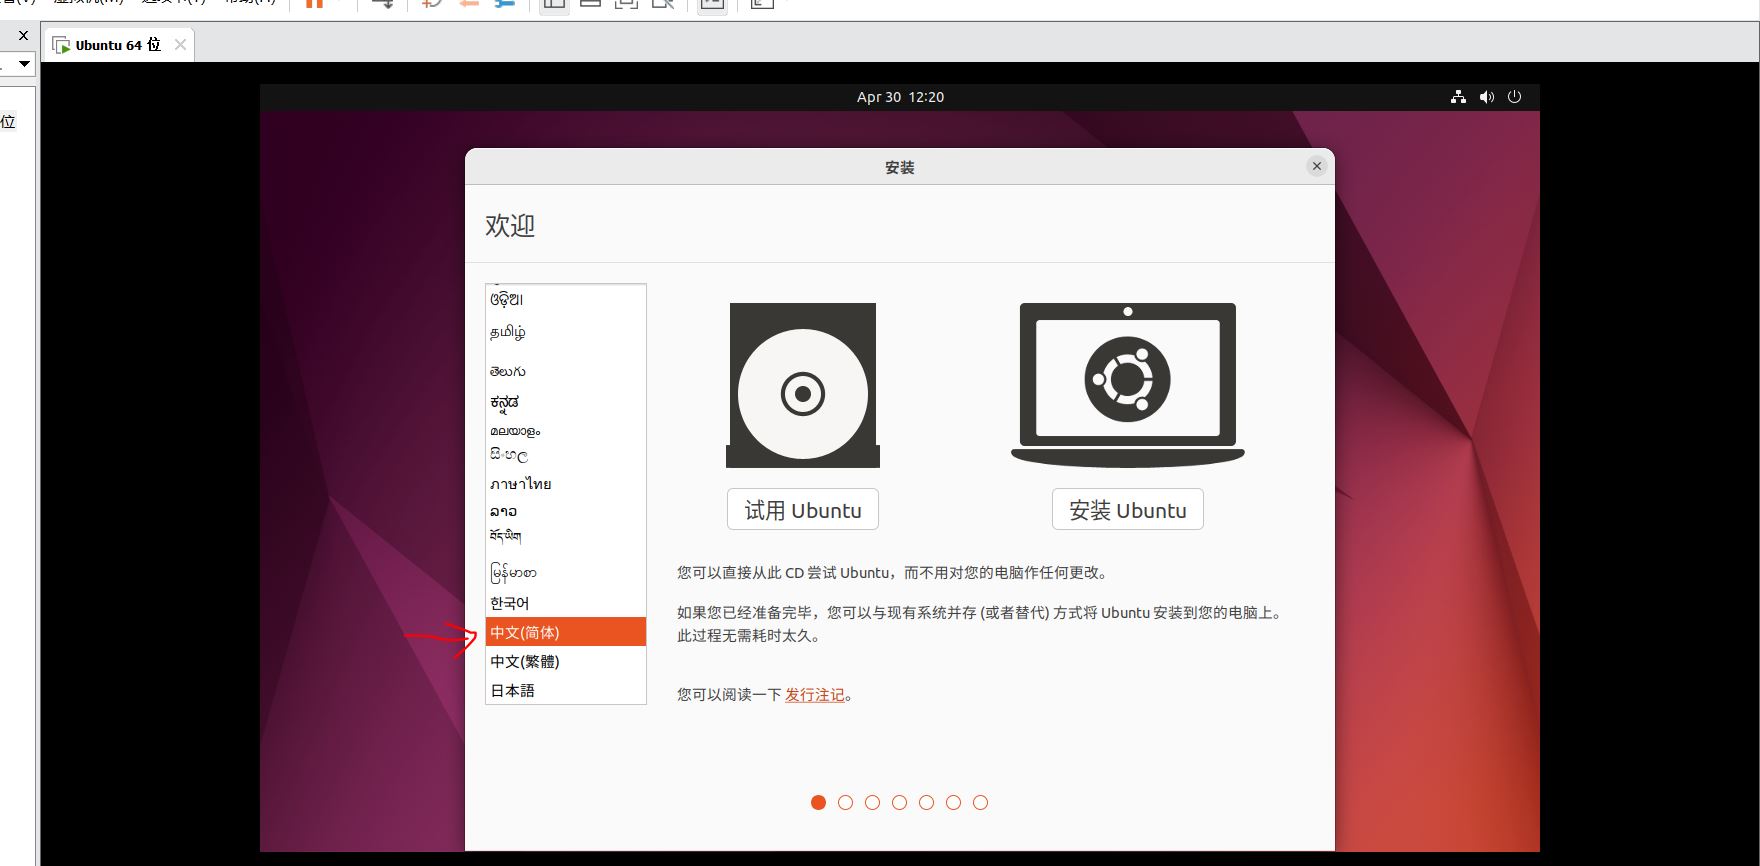 Ubuntu 64 位
位
Apr 30 12:20
安装
欢迎
ଓଡ଼ିଆ
தமிழ்
తెలుగు
ಕನ್ನಡ
മലയാളം
සිංහල
ภาษาไทย
ລາວ
བོད་ཡིག
မြန်မာစာ
한국어
中文(简体)
中文(繁體)
日本語
试用 Ubuntu
安装 Ubuntu
您可以直接从此 CD 尝试 Ubuntu，而不用对您的电脑作任何更改。
如果您已经准备完毕，您可以与现有系统并存 (或者替代) 方式将 Ubuntu 安装到您的电脑上。
此过程无需耗时太久。
您可以阅读一下 发行注记。